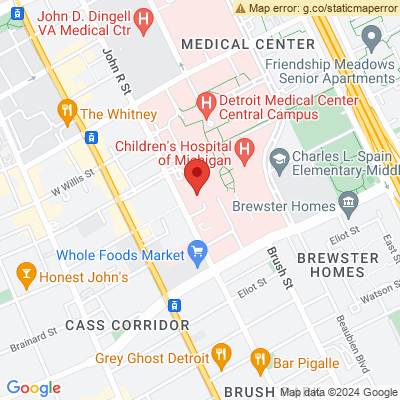 Map error: g.co/staticmaperror
John D. Dingell
VA Medical Ctr
MEDICAL CENTER
Friendship Meadows
Senior Apartments
John R St
Detroit Medical Center
Central Campus
The Whitney
Children's Hospital
of Michigan
Charles L. Spain
Elementary-Middl
W Willis St
Brewster Homes
Whole Foods Market
Brush St
Eliot St
East St
BREWSTER
HOMES
Honest John's
Eliot St
Watson St
CASS CORRIDOR
Brainard St
Beaubien Blvd
Grey Ghost Detroit
Bar Pigalle
Google
BRUSH
Map data ©2024 Google